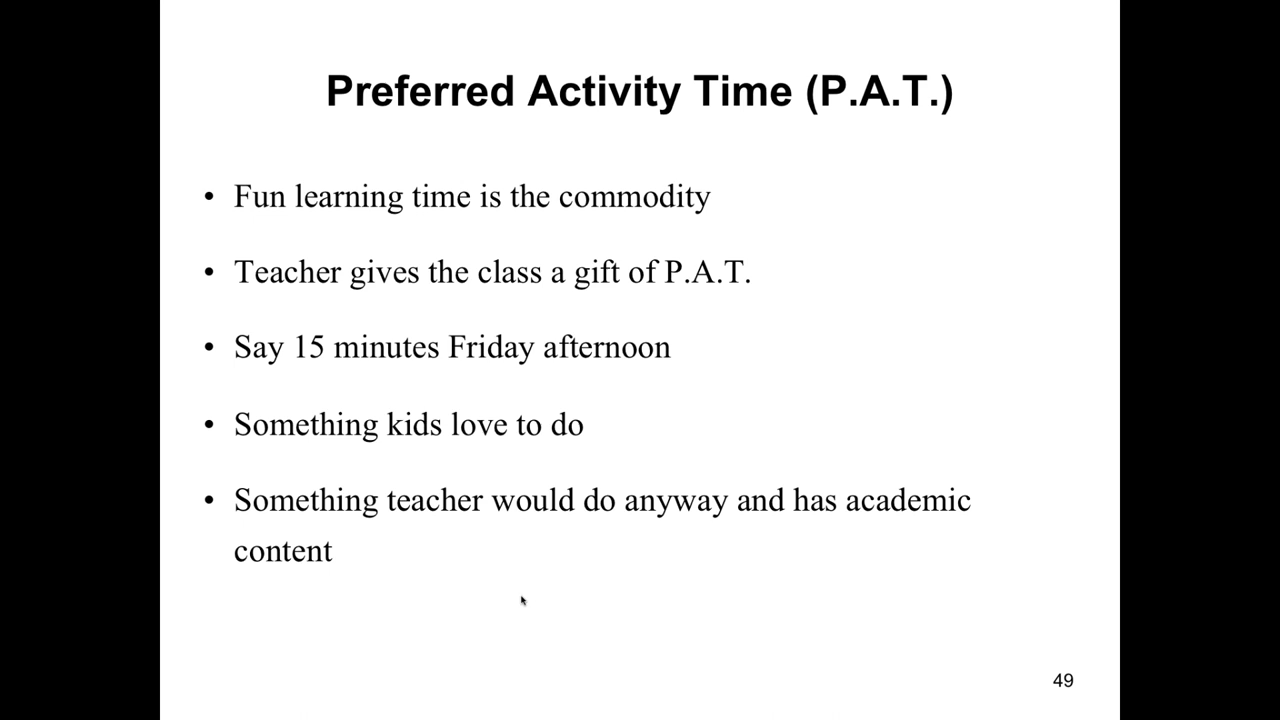 Preferred Activity Time (P.A.T.)
• Fun learning time is the commodity
• Teacher gives the class a gift of P.A.T.
• Say 15 minutes Friday afternoon
• Something kids love to do
• Something teacher would do anyway and has academic
content
49